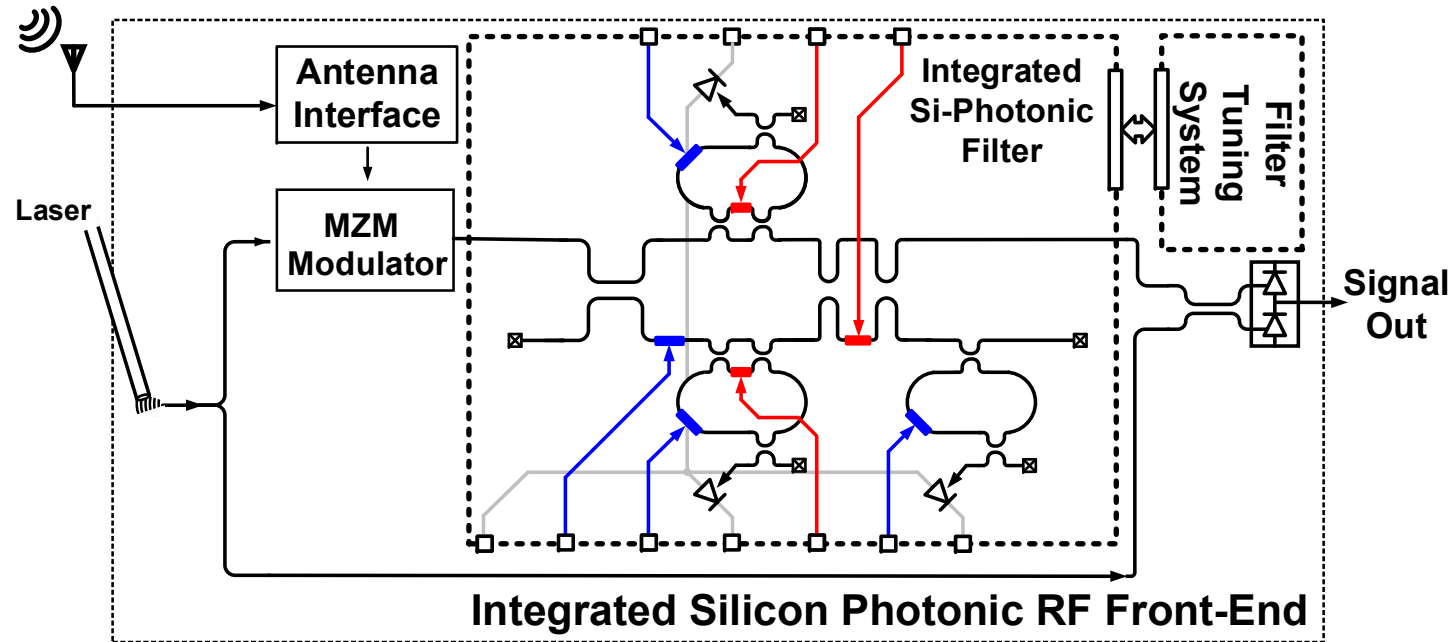 Antenna
Interface
Laser
MZM
Modulator
Integrated
Si-Photonic
Filter
Filter
Tuning
System
Signal
Out
Integrated Silicon Photonic RF Front-End